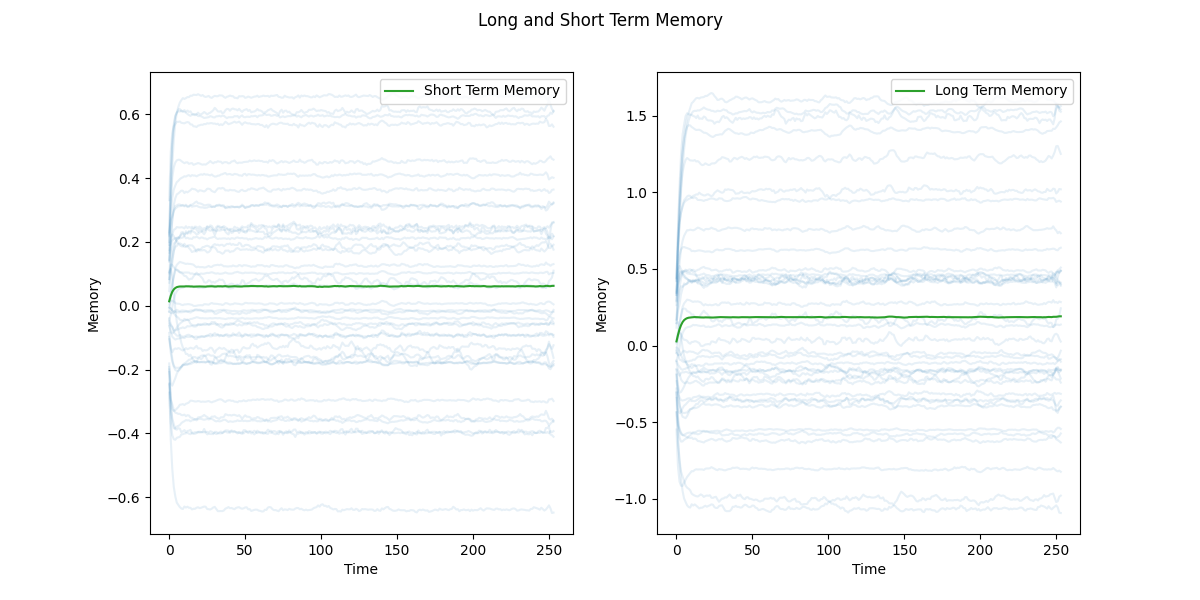 Long and Short Term Memory
Short Term Memory
0.6
0.4
0.2
0.0
−0.2
−0.4
−0.6
Memory
0 50 100 150 200 250
Time
Long Term Memory
1.5
1.0
0.5
0.0
−0.5
−1.0
Memory
0 50 100 150 200 250
Time